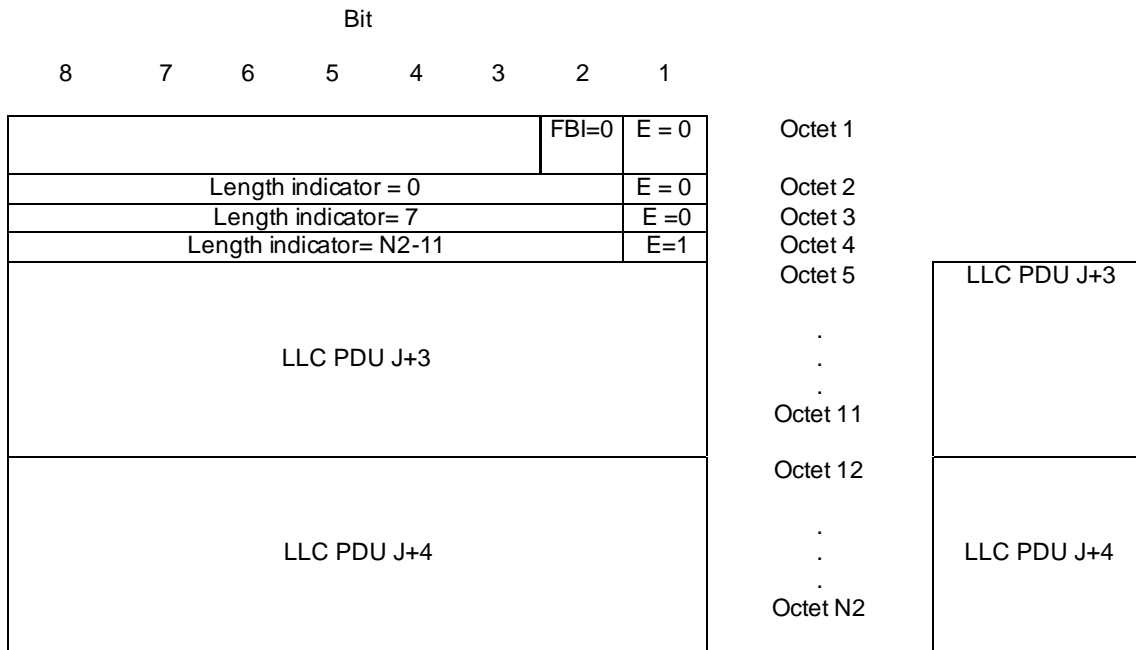 Bit
8 7 6 5 4 3 2 1
FBI=0 E = 0 Octet 1
Length indicator = 0 E = 0 Octet 2
Length indicator= 7 E =0 Octet 3
Length indicator= N2-11 E=1 Octet 4
Octet 5 LLC PDU J+3
.
LLC PDU J+3 .
.
Octet 11
Octet 12
.
LLC PDU J+4 . LLC PDU J+4
.
Octet N2